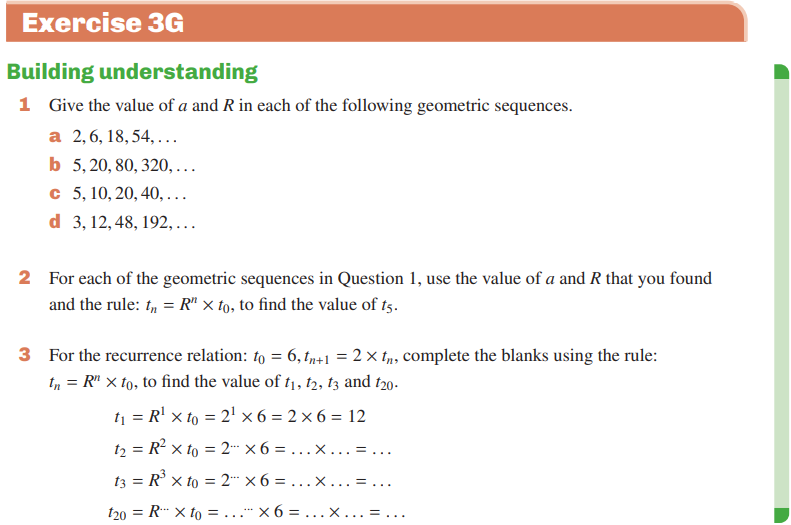 Exercise 3G
Building understanding
1 Give the value of a and R in each of the following geometric sequences.
a 2, 6, 18, 54, . . .
b 5, 20, 80, 320, . . .
c 5, 10, 20, 40, . . .
d 3, 12, 48, 192, . . .
2 For each of the geometric sequences in Question 1, use the value of a and R that you found
and the rule: tₙ = Rⁿ × t₀, to find the value of t₅.
3 For the recurrence relation: t₀ = 6, tₙ₊₁ = 2 × tₙ, complete the blanks using the rule:
tₙ = Rⁿ × t₀, to find the value of t₁, t₂, t₃ and t₂₀.
t₁ = R¹ × t₀ = 2¹ × 6 = 2 × 6 = 12
t₂ = R² × t₀ = 2^... × 6 = . . . × . . . = . . .
t₃ = R³ × t₀ = 2^... × 6 = . . . × . . . = . . .
t₂₀ = R^... × t₀ = . . .^... × 6 = . . . × . . . = . . .